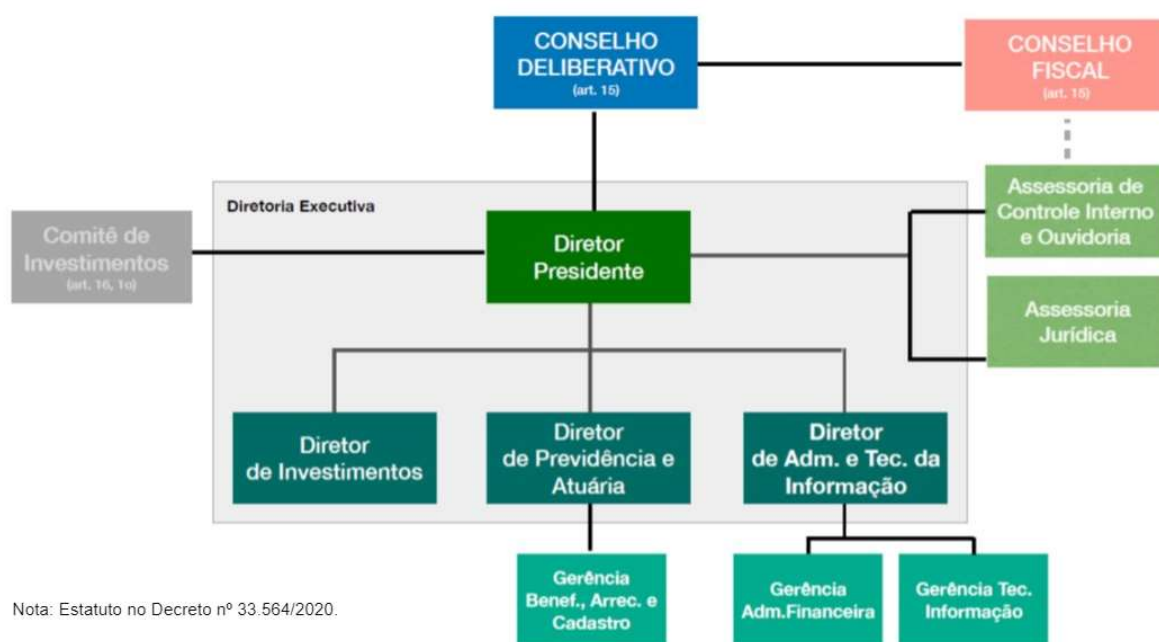 CONSELHO
DELIBERATIVO
(art. 15)
CONSELHO
FISCAL
(art. 15)
Assessoria de
Controle Interno
e Ouvidoria
Diretoria Executiva
Comitê de
Investimentos
(art. 16, 1o)
Diretor
Presidente
Assessoria
Jurídica
Diretor
de Investimentos
Diretor
de Previdência e
Atuária
Diretor
de Adm. e Tec. da
Informação
Gerência
Benef., Arrec. e
Cadastro
Gerência
Adm.Financeira
Gerência Tec.
Informação
Nota: Estatuto no Decreto nº 33.564/2020.